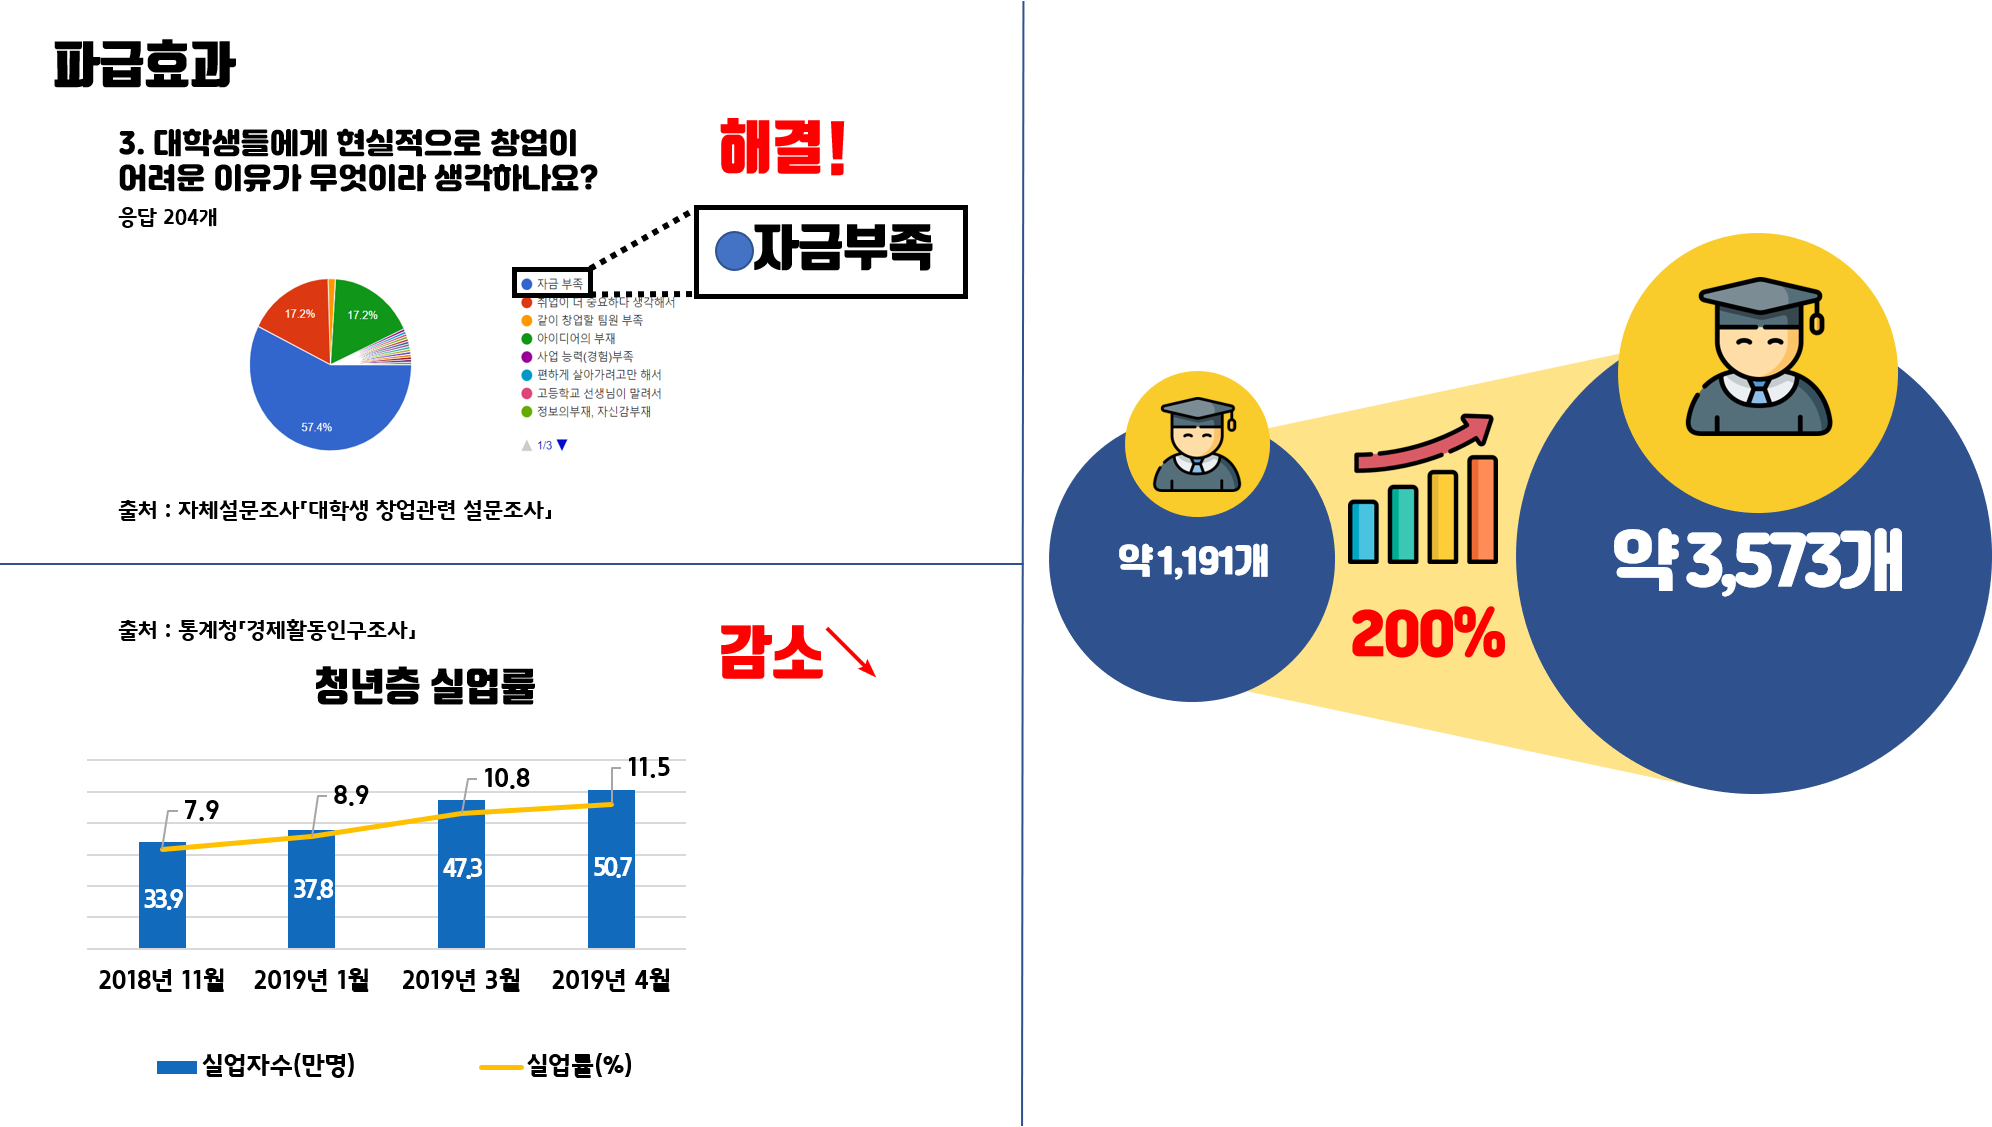 파급효과
3. 대학생들에게 현실적으로 창업이
어려운 이유가 무엇이라 생각하나요?
응답 204개
해결!
자금부족
17.2%
17.2%
57.4%
자금 부족
취업이 더 중요하다 생각해서
같이 창업할 팀원 부족
아이디어의 부재
사업 능력(경험)부족
편하게 살아가려고만 해서
고등학교 선생님이 말려서
정보의부재, 자신감부재
1/3
출처 : 자체설문조사「대학생 창업관련 설문조사」
출처 : 통계청「경제활동인구조사」
감소
청년층 실업률
7.9
8.9
10.8
11.5
33.9
37.8
47.3
50.7
2018년 11월
2019년 1월
2019년 3월
2019년 4월
실업자수(만명)
실업률(%)
약 1,191개
200%
약 3,573개